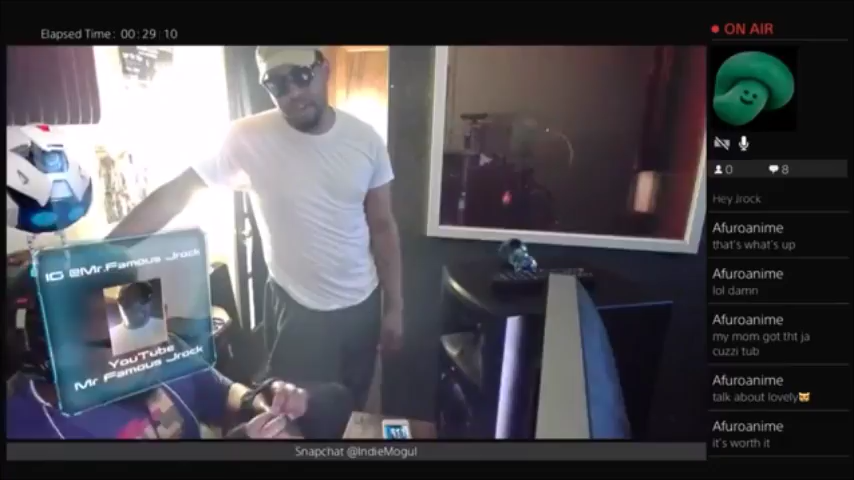 Elapsed Time: 00:29:10
ON AIR
0
8
Hey Jrock
Afuroanime
that's what's up
Afuroanime
lol damn
Afuroanime
my mom got tht ja
cuzzi tub
Afuroanime
talk about lovely😽
Afuroanime
it's worth it
IG @Mr.Famous Jrock
YouTube
Mr Famous Jrock
Snapchat @IndieMogul